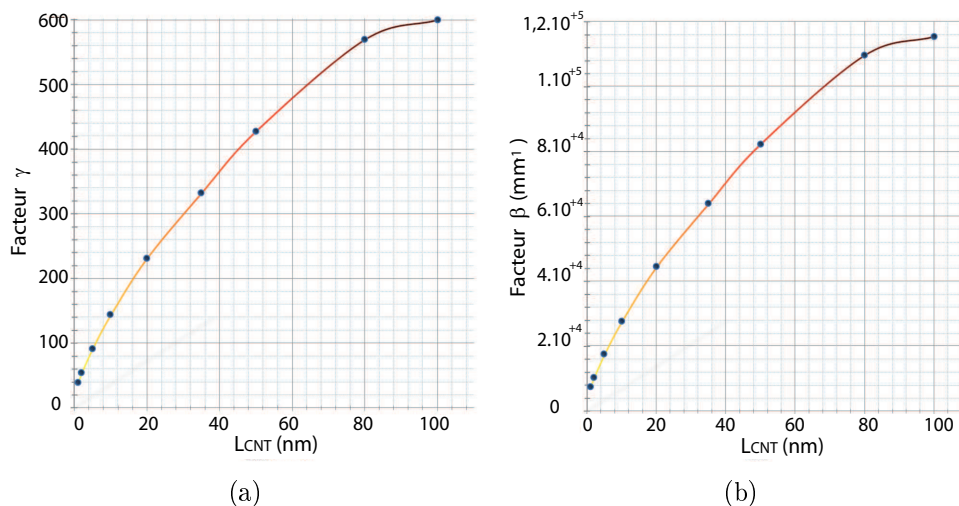 600
500
400
300
200
100
0
Facteur γ
0 20 40 60 80 100
LCNT (nm)
(a)
1,2.10+5
1.10+5
8.10+4
6.10+4
4.10+4
2.10+4
0
Facteur β (mm1)
0 20 40 60 80 100
LCNT (nm)
(b)